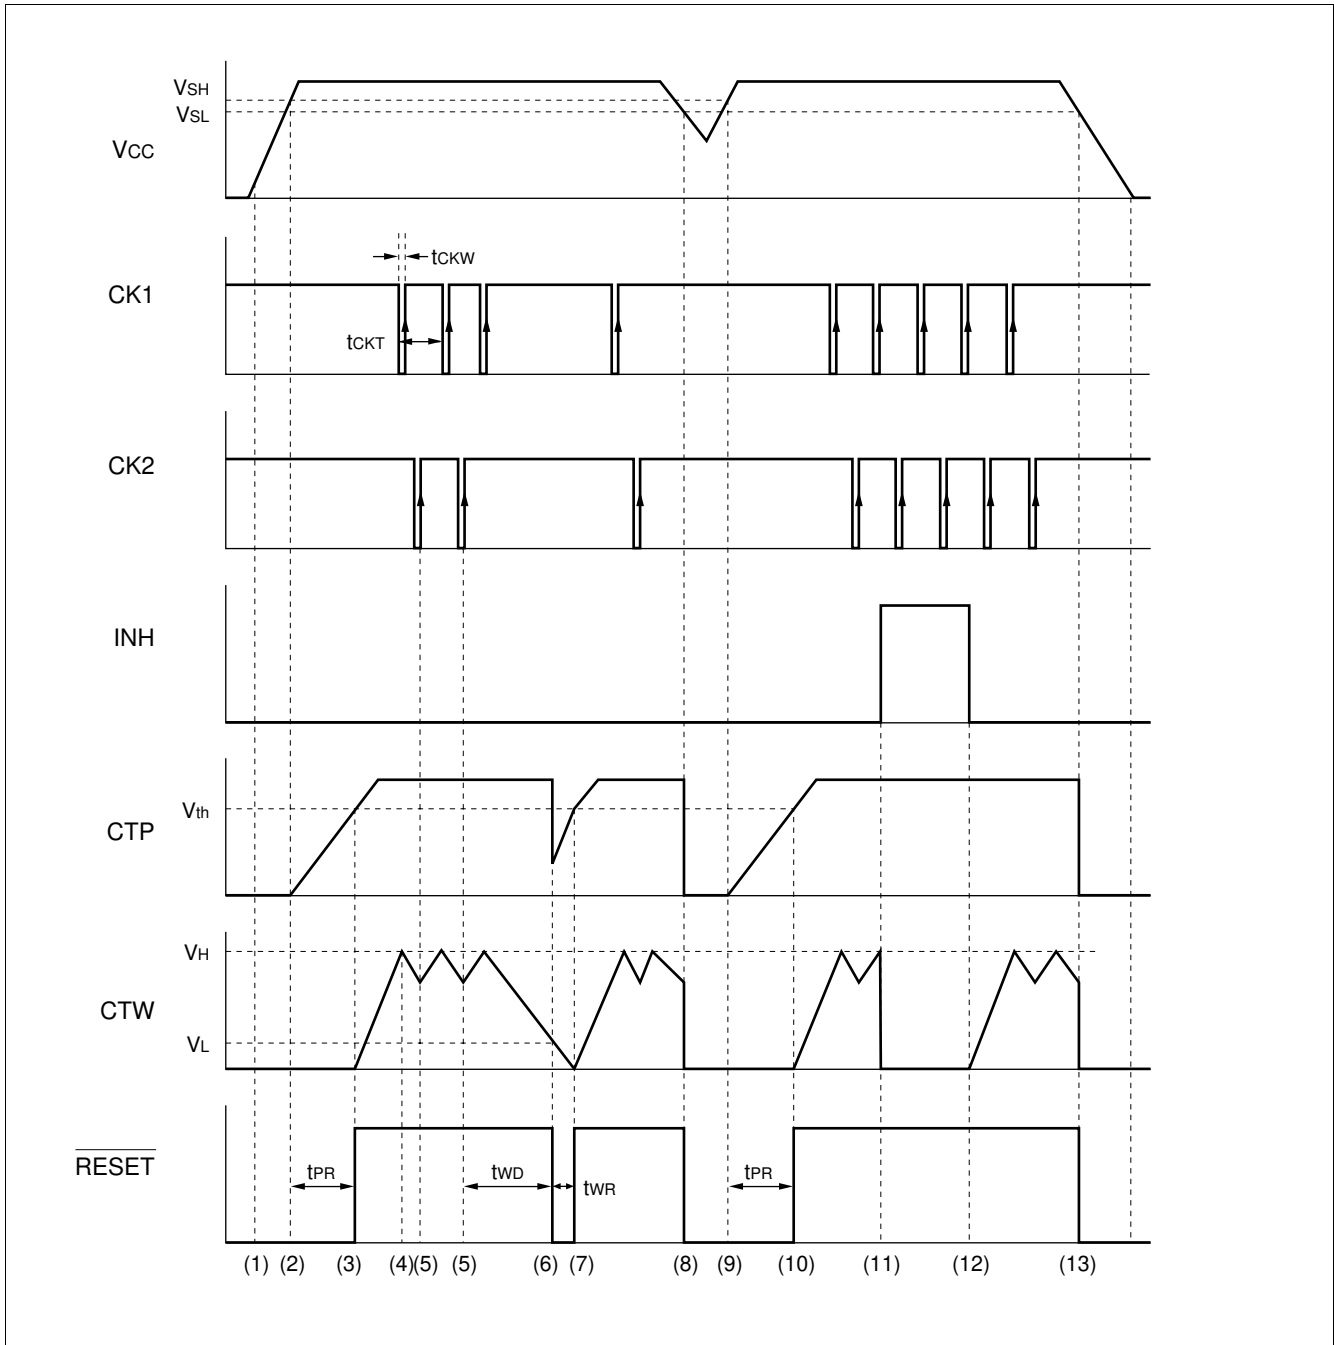 VSH
VSL
VCC
tCKW
CK1
tCKT
CK2
INH
Vth
CTP
VH
CTW
VL
RESET
tPR
tWD
tWR
tPR
(1) (2) (3) (4)(5) (5) (6) (7) (8) (9) (10) (11) (12) (13)